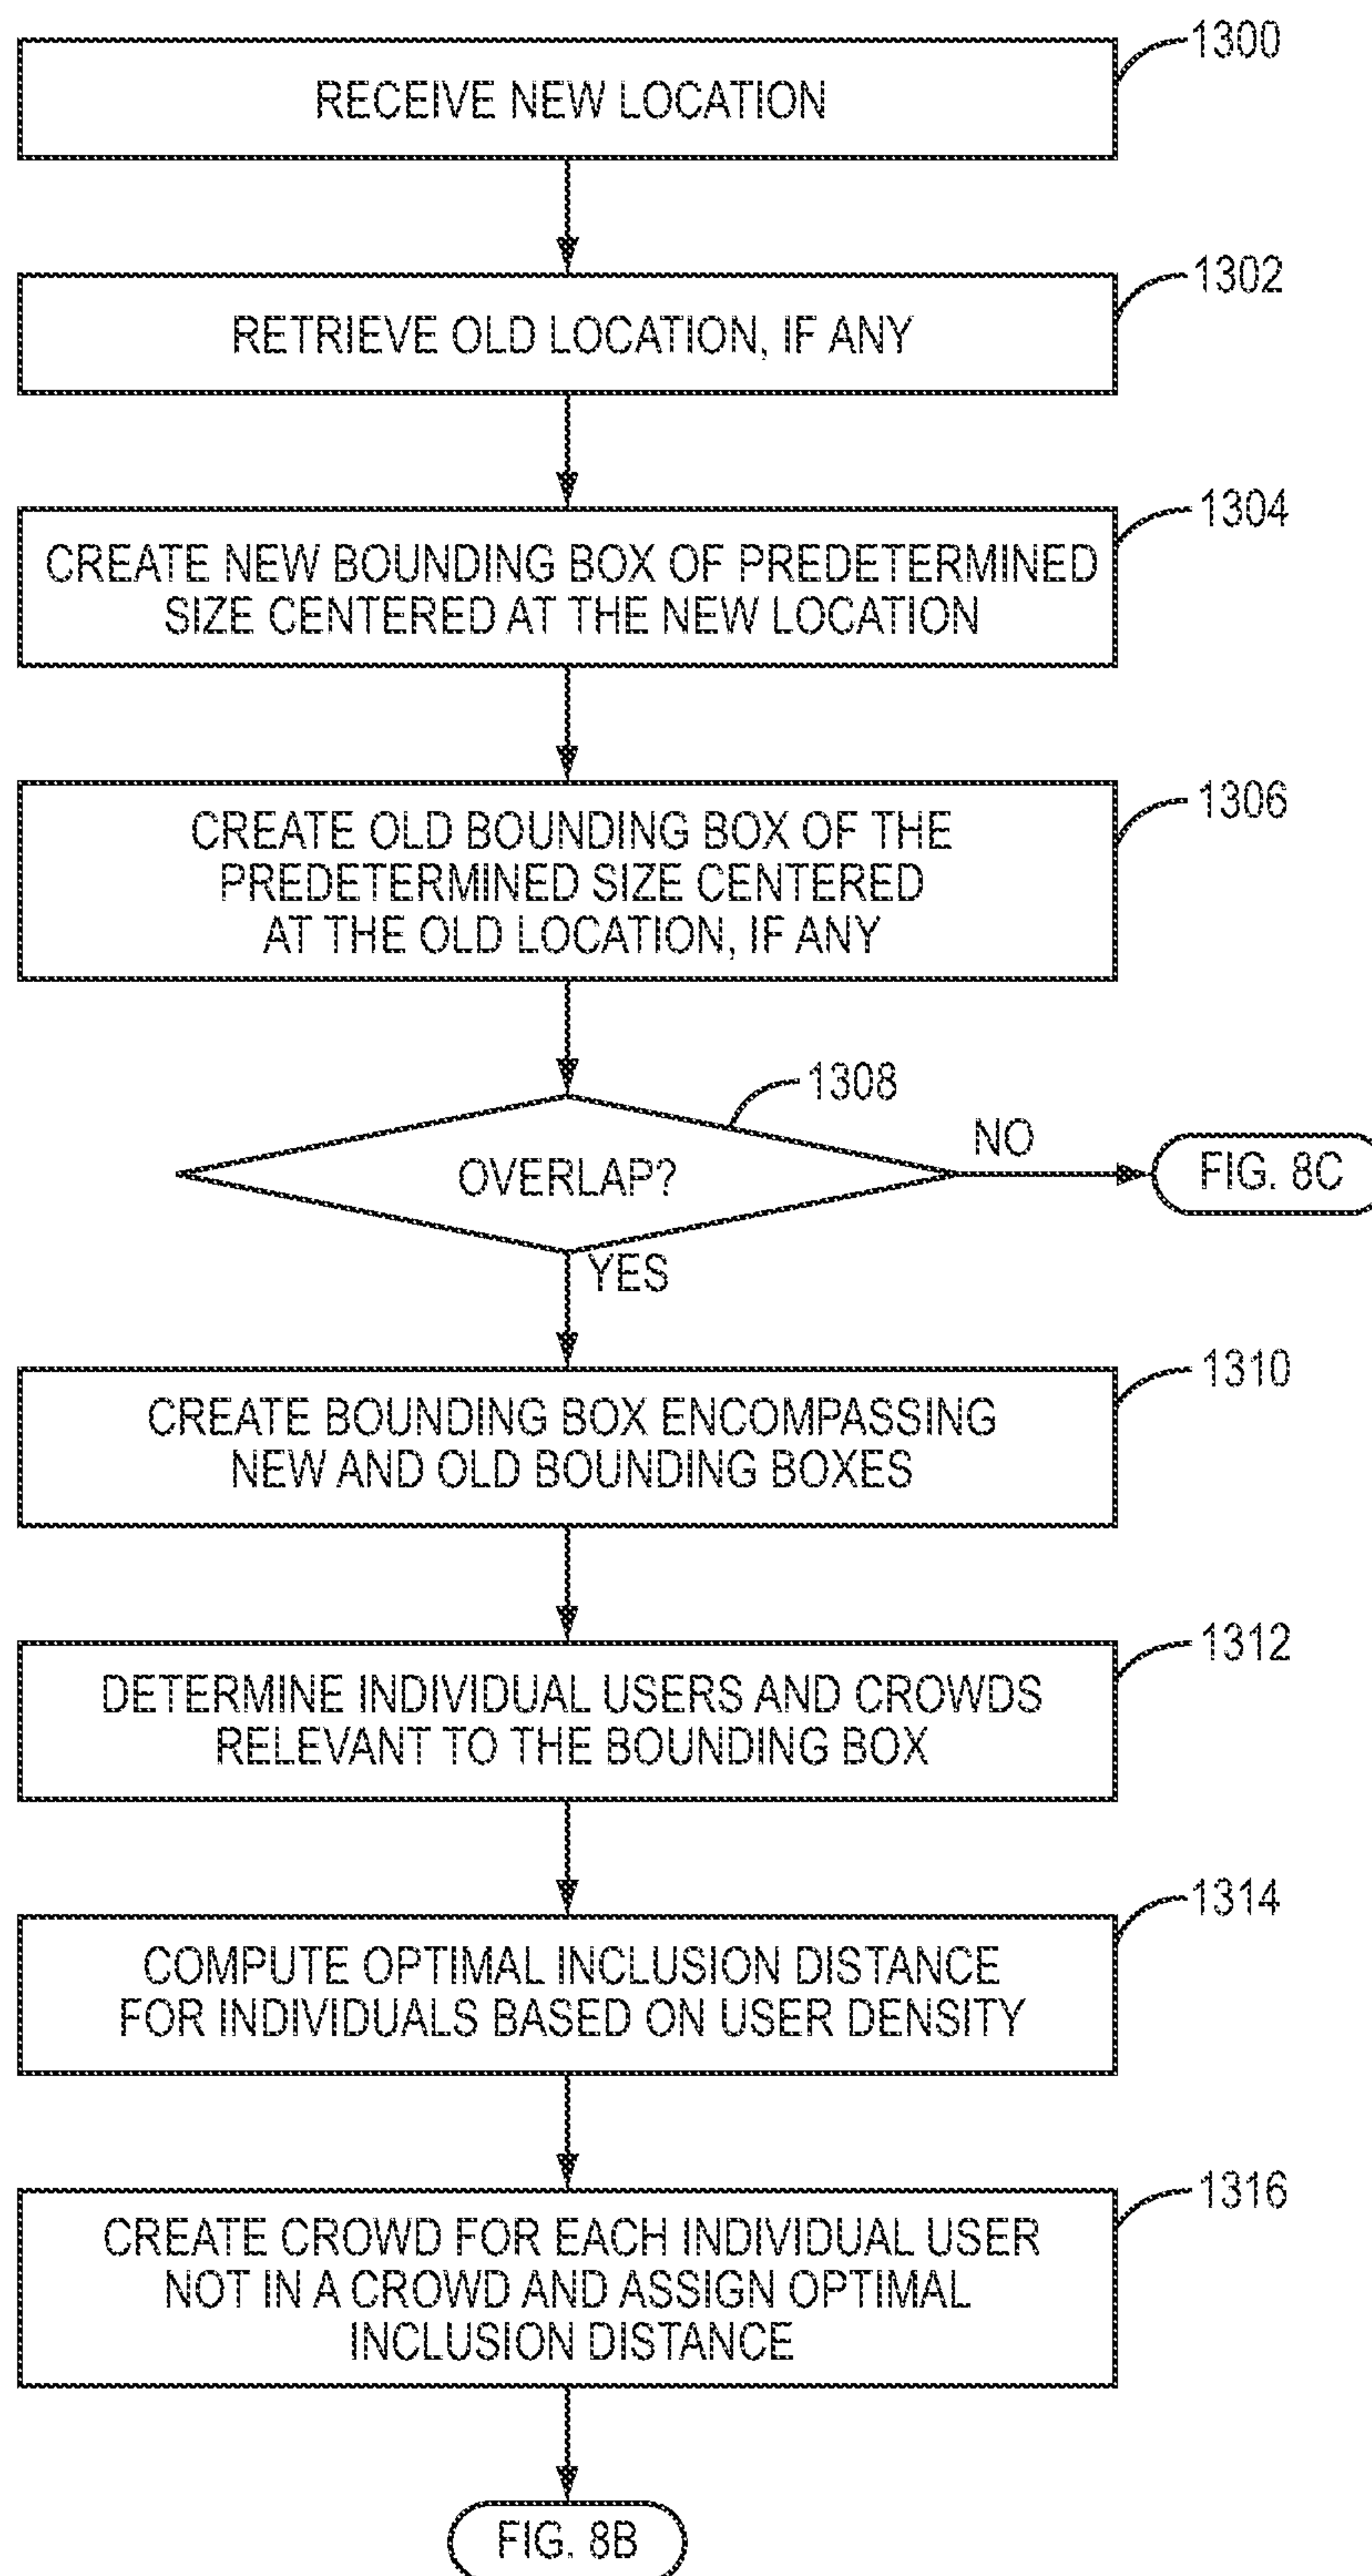 1300
RECEIVE NEW LOCATION
1302
RETRIEVE OLD LOCATION, IF ANY
1304
CREATE NEW BOUNDING BOX OF PREDETERMINED
SIZE CENTERED AT THE NEW LOCATION
1306
CREATE OLD BOUNDING BOX OF THE
PREDETERMINED SIZE CENTERED
AT THE OLD LOCATION, IF ANY
1308
OVERLAP?
NO
FIG. 8C
YES
1310
CREATE BOUNDING BOX ENCOMPASSING
NEW AND OLD BOUNDING BOXES
1312
DETERMINE INDIVIDUAL USERS AND CROWDS
RELEVANT TO THE BOUNDING BOX
1314
COMPUTE OPTIMAL INCLUSION DISTANCE
FOR INDIVIDUALS BASED ON USER DENSITY
1316
CREATE CROWD FOR EACH INDIVIDUAL USER
NOT IN A CROWD AND ASSIGN OPTIMAL
INCLUSION DISTANCE
FIG. 8B